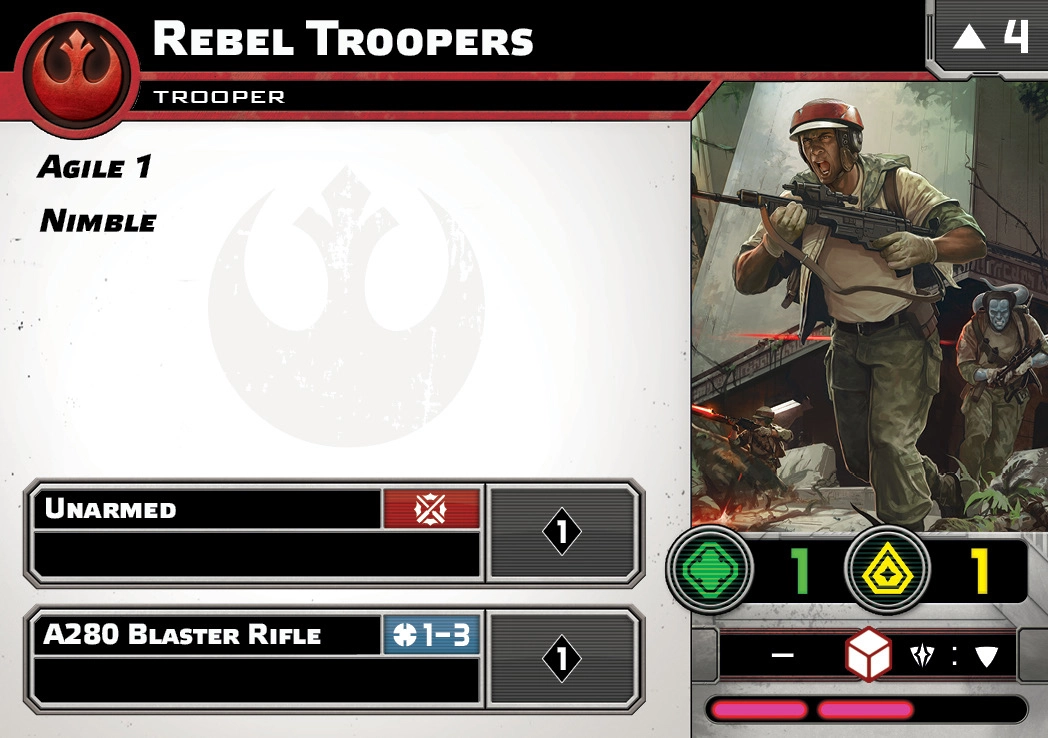 REBEL TROOPERS
4
TROOPER
AGILE 1
NIMBLE
UNARMED
1
A280 BLASTER RIFLE 1–3
1
1 1
– :